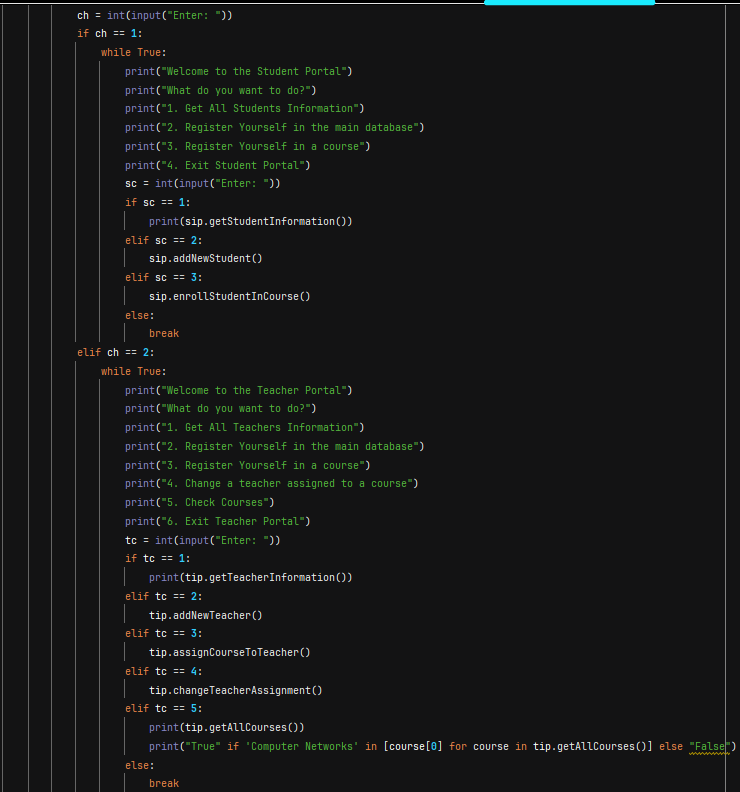 ch = int(input("Enter: "))
if ch == 1:
while True:
print("Welcome to the Student Portal")
print("What do you want to do?")
print("1. Get All Students Information")
print("2. Register Yourself in the main database")
print("3. Register Yourself in a course")
print("4. Exit Student Portal")
sc = int(input("Enter: "))
if sc == 1:
print(sip.getStudentInformation())
elif sc == 2:
sip.addNewStudent()
elif sc == 3:
sip.enrollStudentInCourse()
else:
break
elif ch == 2:
while True:
print("Welcome to the Teacher Portal")
print("What do you want to do?")
print("1. Get All Teachers Information")
print("2. Register Yourself in the main database")
print("3. Register Yourself in a course")
print("4. Change a teacher assigned to a course")
print("5. Check Courses")
print("6. Exit Teacher Portal")
tc = int(input("Enter: "))
if tc == 1:
print(tip.getTeacherInformation())
elif tc == 2:
tip.addNewTeacher()
elif tc == 3:
tip.assignCourseToTeacher()
elif tc == 4:
tip.changeTeacherAssignment()
elif tc == 5:
print(tip.getAllCourses())
print("True" if 'Computer Networks' in [course[0] for course in tip.getAllCourses()] else "False")
else:
break